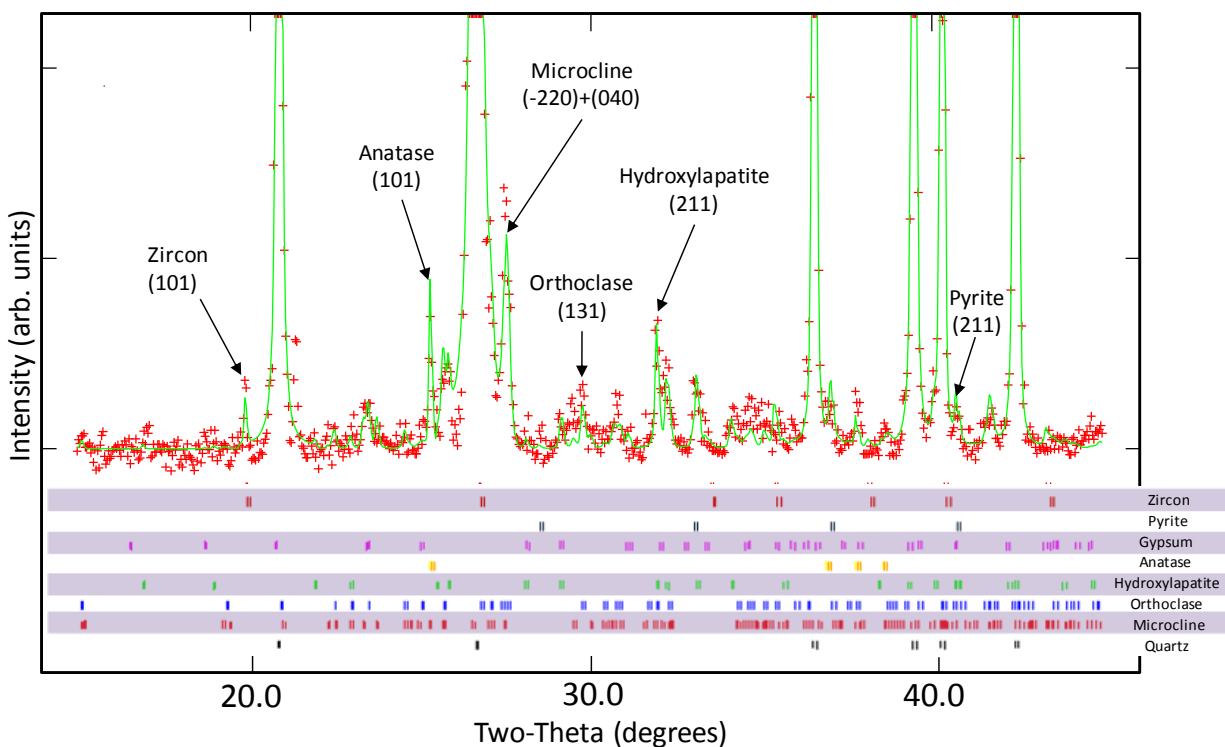 Microcline
(-220)+(040)
Anatase
(101)
Hydroxylapatite
(211)
Zircon
(101)
Orthoclase
(131)
Pyrite
(211)
Intensity (arb. units)
Zircon
Pyrite
Gypsum
Anatase
Hydroxylapatite
Orthoclase
Microcline
Quartz
20.0
30.0
40.0
Two-Theta (degrees)